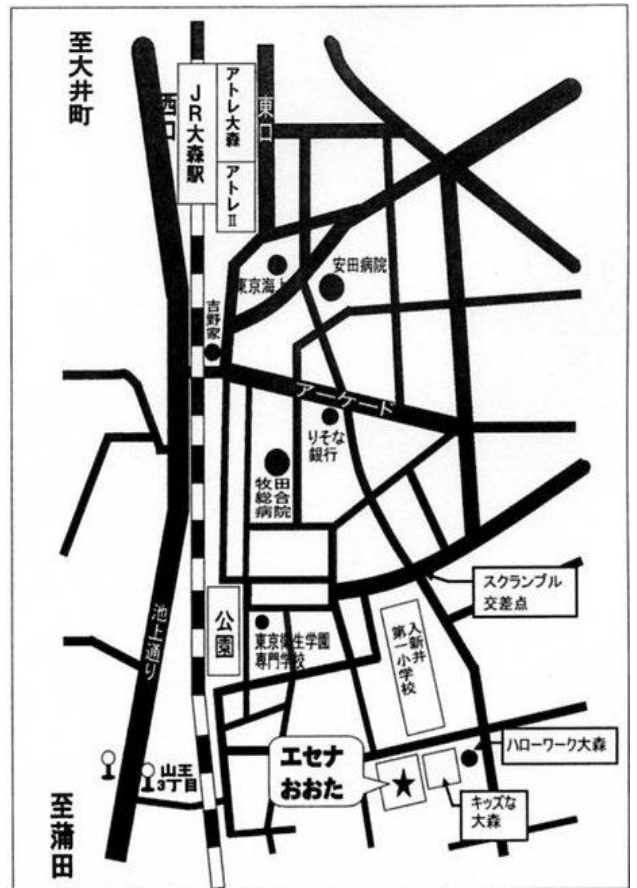 至大井町
西口
JR大森駅
アトレ大森
アトレII
東口
東京海上
安田病院
吉野家
アーケード
りそな
銀行
牧田
総合
病院
スクランブル
交差点
池上通り
公園
東京衛生学園
専門学校
入新井
第一小学校
エセナ
おおた
ハローワーク大森
キッズな
大森
山王
3丁目
至蒲田